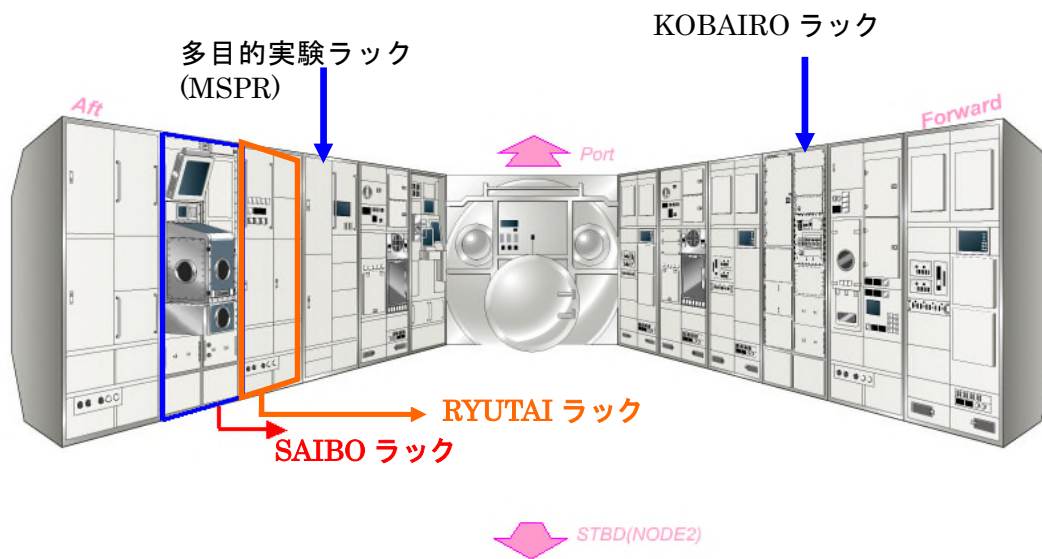 KOBAIRO ラック
多目的実験ラック
(MSPR)
Aft
Forward
Port
RYUTAI ラック
SAIBO ラック
STBD(NODE2)